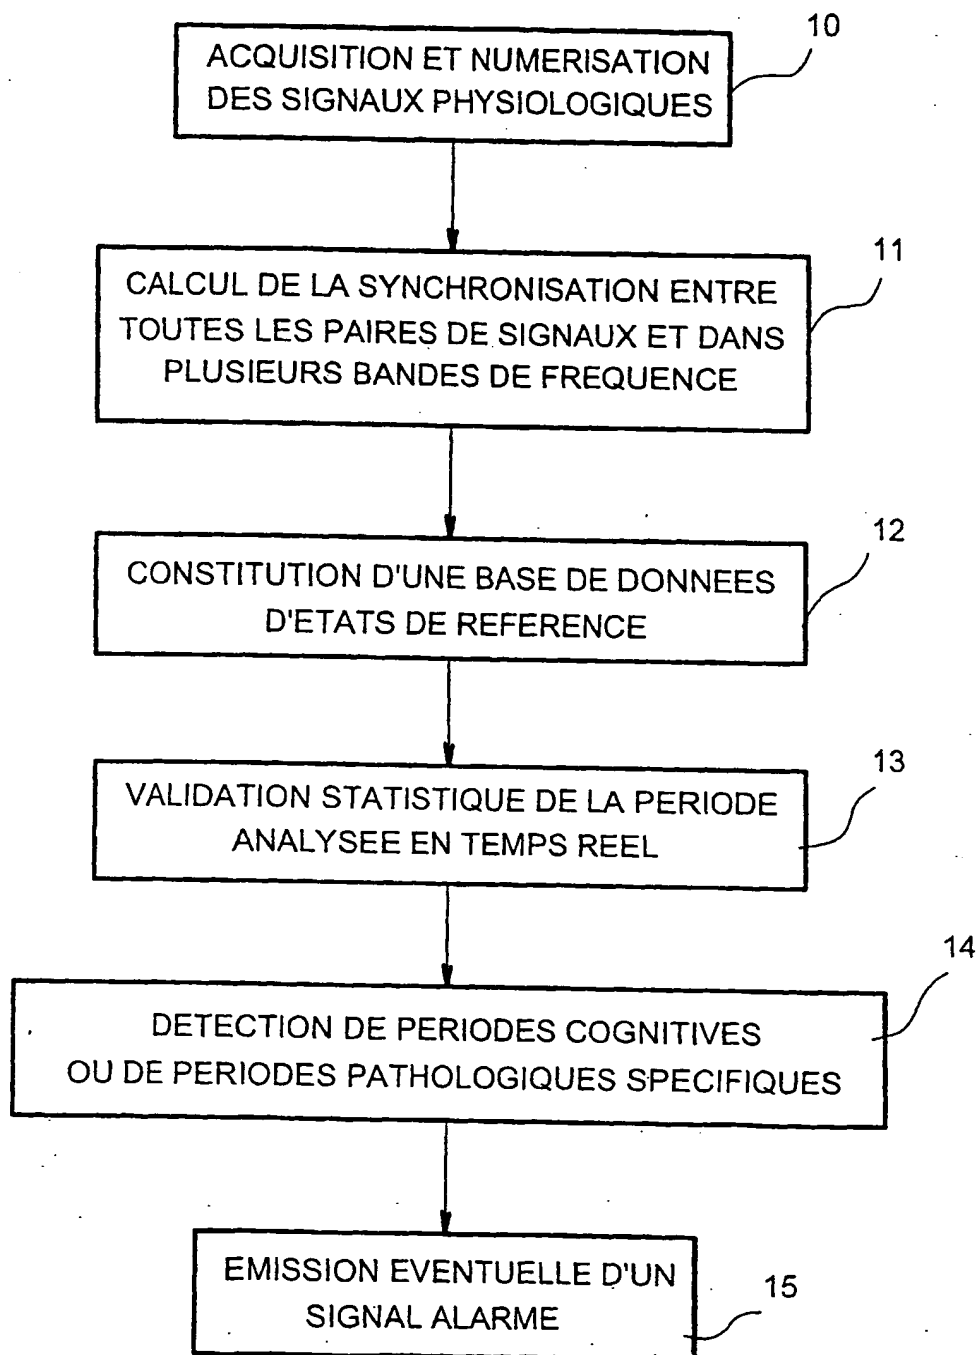 10
ACQUISITION ET NUMERISATION
DES SIGNAUX PHYSIOLOGIQUES
11
CALCUL DE LA SYNCHRONISATION ENTRE
TOUTES LES PAIRES DE SIGNAUX ET DANS
PLUSIEURS BANDES DE FREQUENCE
12
CONSTITUTION D'UNE BASE DE DONNEES
D'ETATS DE REFERENCE
13
VALIDATION STATISTIQUE DE LA PERIODE
ANALYSEE EN TEMPS REEL
14
DETECTION DE PERIODES COGNITIVES
OU DE PERIODES PATHOLOGIQUES SPECIFIQUES
EMISSION EVENTUELLE D'UN
SIGNAL ALARME
15